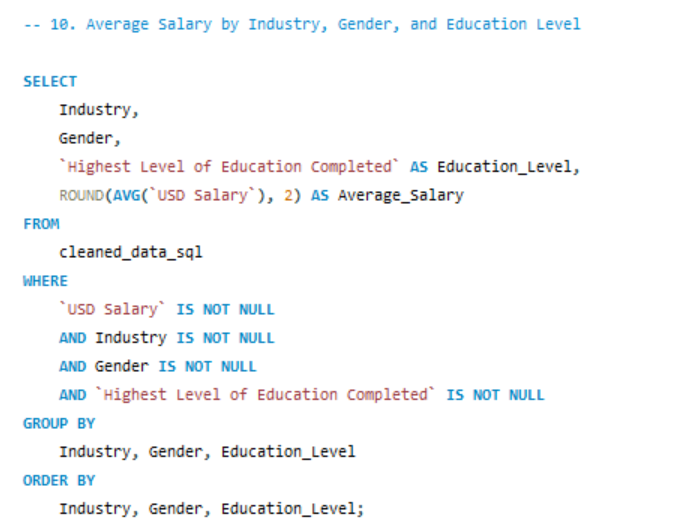 -- 10. Average Salary by Industry, Gender, and Education Level
SELECT
Industry,
Gender,
`Highest Level of Education Completed` AS Education_Level,
ROUND(AVG(`USD Salary`), 2) AS Average_Salary
FROM
cleaned_data_sql
WHERE
`USD Salary` IS NOT NULL
AND Industry IS NOT NULL
AND Gender IS NOT NULL
AND `Highest Level of Education Completed` IS NOT NULL
GROUP BY
Industry, Gender, Education_Level
ORDER BY
Industry, Gender, Education_Level;